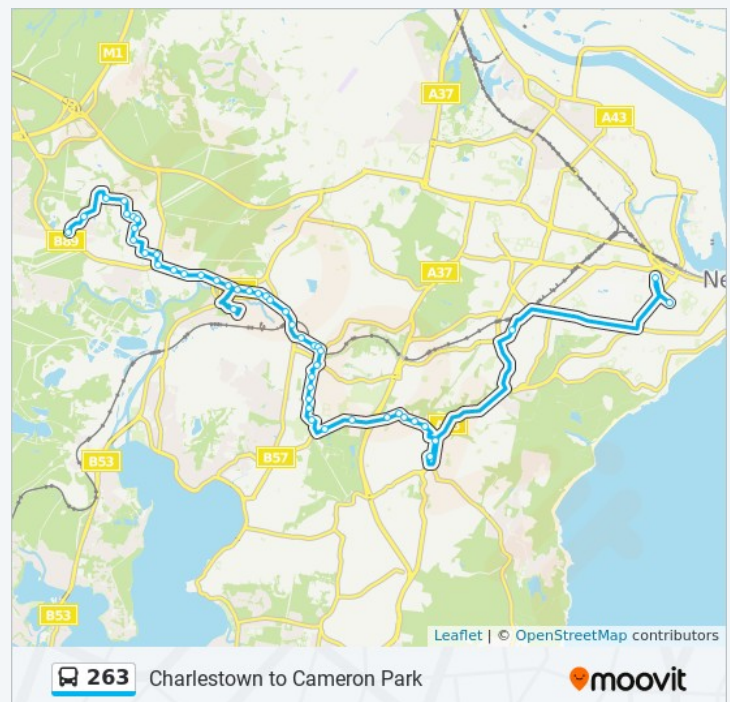 M1
A37
A43
B89
A37
Ne
B57
B53
B53
Leaflet | © OpenStreetMap contributors
263 Charlestown to Cameron Park
moovit